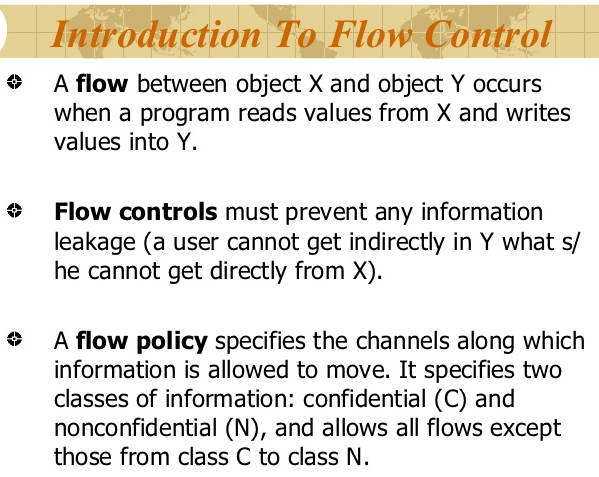 Introduction To Flow Control
A flow between object X and object Y occurs
when a program reads values from X and writes
values into Y.
Flow controls must prevent any information
leakage (a user cannot get indirectly in Y what s/
he cannot get directly from X).
A flow policy specifies the channels along which
information is allowed to move. It specifies two
classes of information: confidential (C) and
nonconfidential (N), and allows all flows except
those from class C to class N.